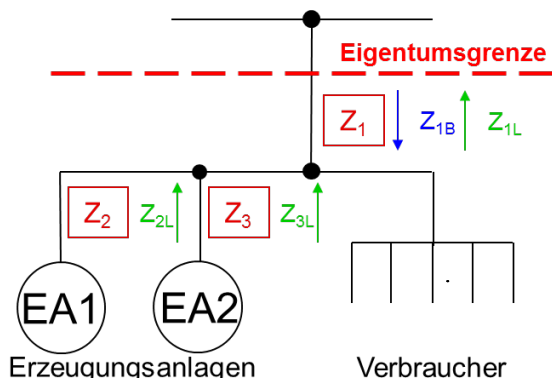 Eigentumsgrenze
Z1 Z1B Z1L
Z2 Z2L Z3 Z3L
EA1 EA2
Erzeugungsanlagen Verbraucher